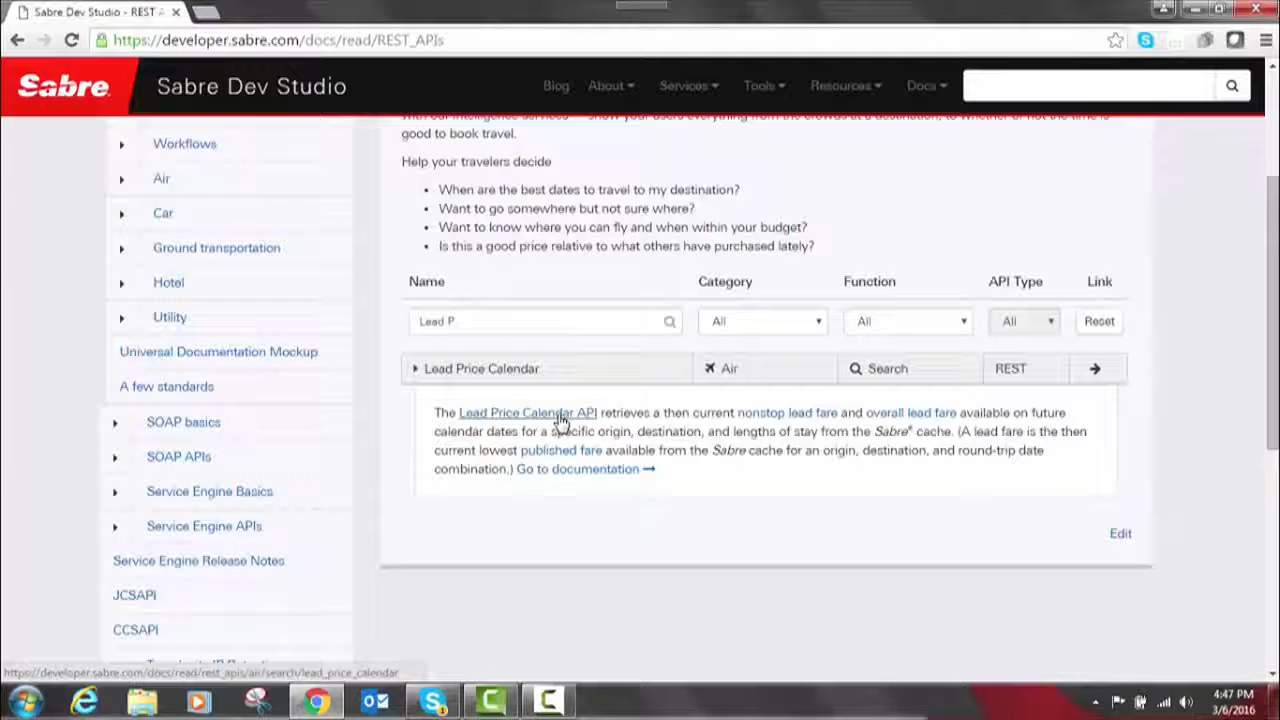 Sabre Dev Studio - REST A
https://developer.sabre.com/docs/read/REST_APIs
Sabre
Sabre Dev Studio
Blog
About
Services
Tools
Resources
Docs
good to book travel.
Help your travelers decide
When are the best dates to travel to my destination?
Want to go somewhere but not sure where?
Want to know where you can fly and when within your budget?
Is this a good price relative to what others have purchased lately?
Workflows
Air
Car
Ground transportation
Hotel
Utility
Universal Documentation Mockup
A few standards
SOAP basics
SOAP APIs
Service Engine Basics
Service Engine APIs
Service Engine Release Notes
JCSAPI
CCSAPI
Name Category Function API Type Link
Lead P All All All Reset
Lead Price Calendar Air Search REST
The Lead Price Calendar API retrieves a then current nonstop lead fare and overall lead fare available on future
calendar dates for a specific origin, destination, and lengths of stay from the Sabre® cache. (A lead fare is the then
current lowest published fare available from the Sabre cache for an origin, destination, and round-trip date
combination.) Go to documentation
Edit
https://developer.sabre.com/docs/read/rest_apis/air/search/lead_price_calendar
4:47 PM
3/6/2016